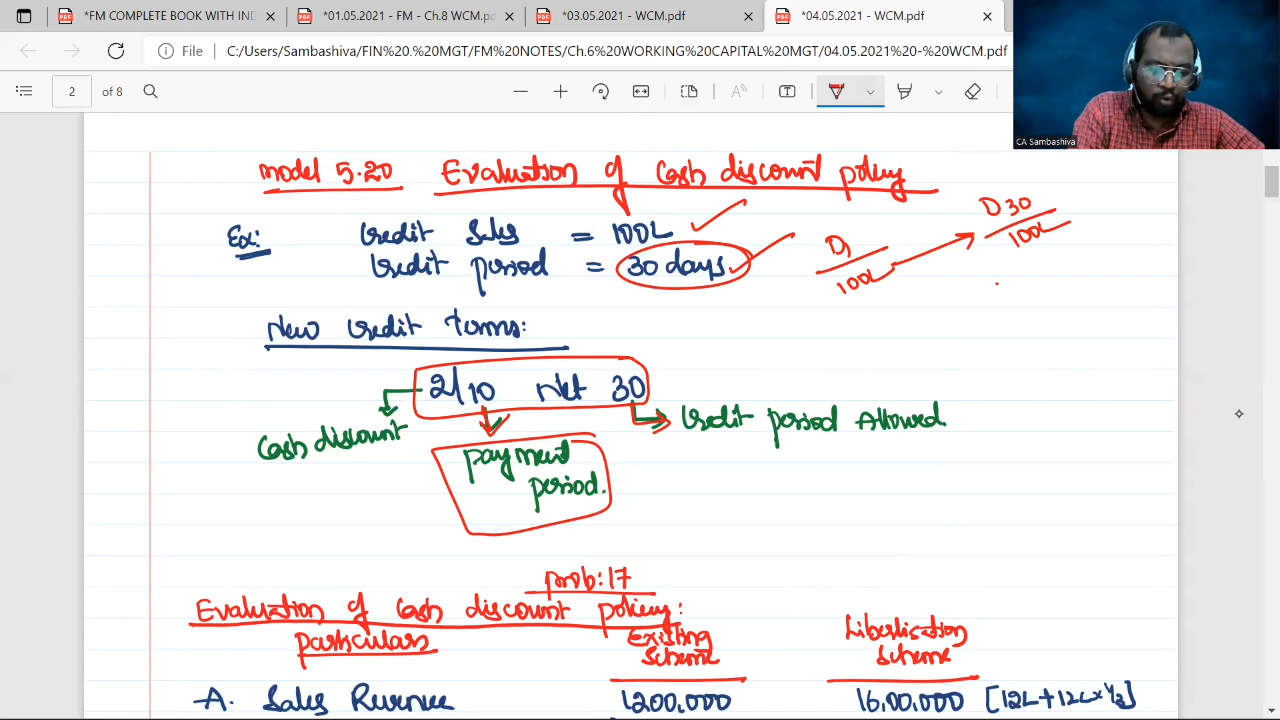 *FM COMPLETE BOOK WITH IND
*01.05.2021 - FM - Ch.8 WCM.pd
*03.05.2021 - WCM.pdf
*04.05.2021 - WCM.pdf
File C:/Users/Sambashiva/FIN%20.%20MGT/FM%20NOTES/Ch.6%20WORKING%20CAPITAL%20MGT/04.05.2021%20-%20WCM.pdf
2 of 8
CA Sambashiva
Model 5.20 Evaluation of Cash discount policy
Ex: Credit Sales = 100L
Credit period = 30 days
D1
100L
D30
100L
New Credit terms:
2/10 Net 30
Cash discount
Credit period Allowed.
payment
period.
prob:17
Evaluation of Cash discount policy:
particulars Existing Scheme Liberlisation Scheme
A. Sales Revenue 1200,000 16,00,000 [12L+12L×1/3]